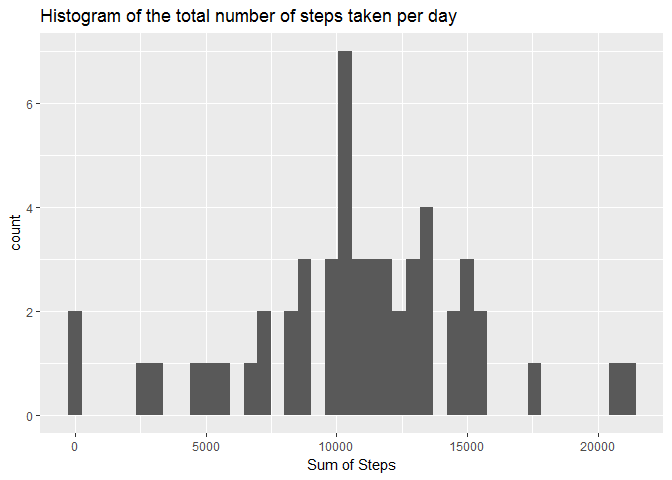 Histogram of the total number of steps taken per day
6
4
2
0
count
0 5000 10000 15000 20000
Sum of Steps